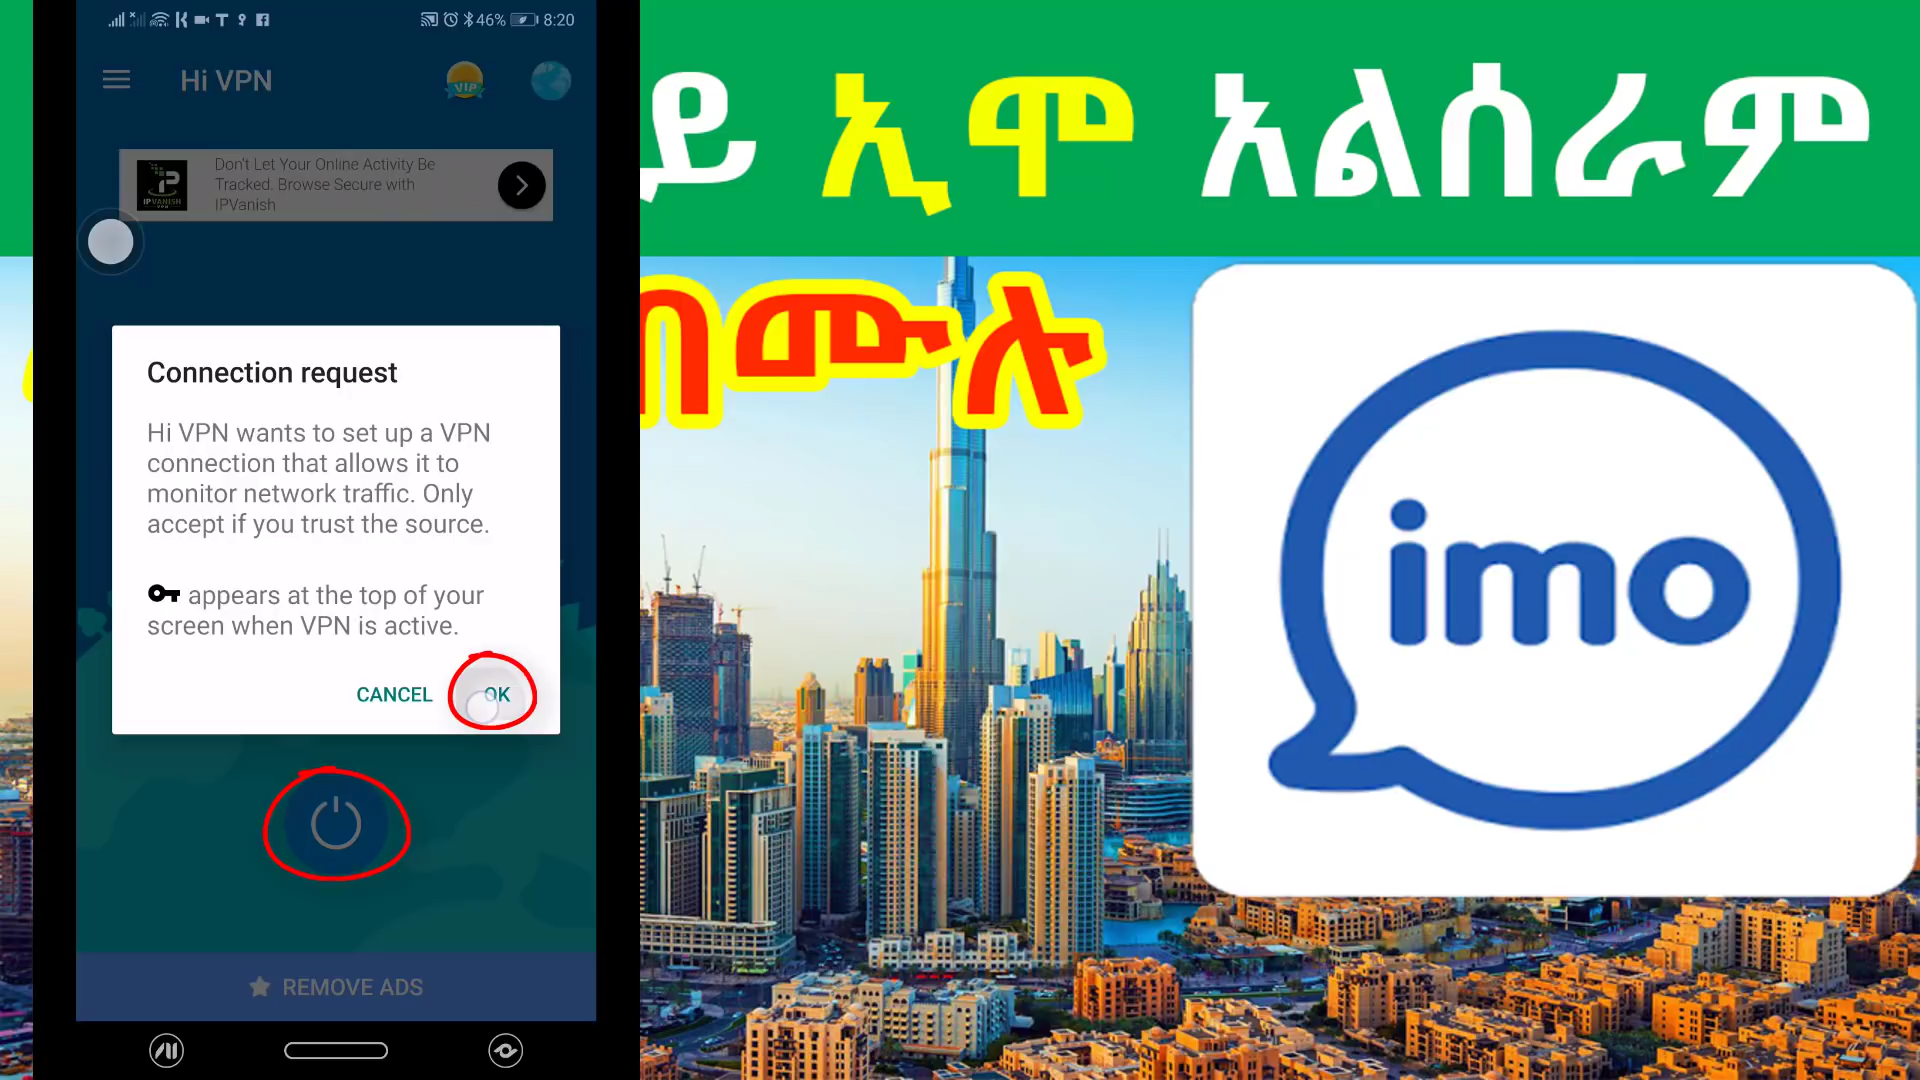 46% 8:20
Hi VPN
VIP
Don't Let Your Online Activity Be
Tracked. Browse Secure with
IPVanish
IPVANISH
VPN
Connection request
Hi VPN wants to set up a VPN
connection that allows it to
monitor network traffic. Only
accept if you trust the source.
appears at the top of your
screen when VPN is active.
CANCEL OK
REMOVE ADS
ይ ኢሞ አልሰራም
በሙሉ
imo